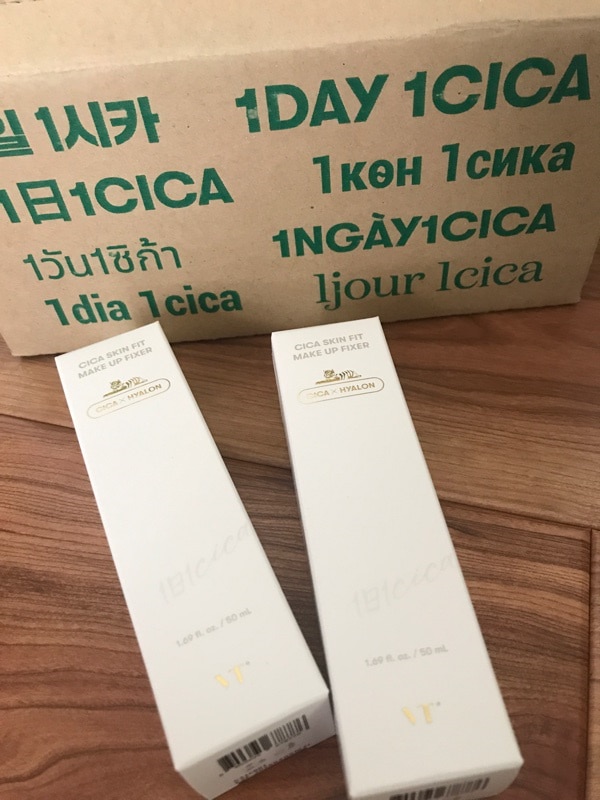 일 1시카
1DAY 1CICA
1日1CICA
1көн 1сика
1วัน1ซิก้า
1NGÀY1CICA
1dia 1cica
1jour 1cica
CICA SKIN FIT
MAKE UP FIXER
CICA × HYALON
1日1cica
1.69 fl. oz. / 50 mL
VT
CICA SKIN FIT
MAKE UP FIXER
CICA × HYALON
1日1cica
1.69 fl. oz. / 50 mL
VT